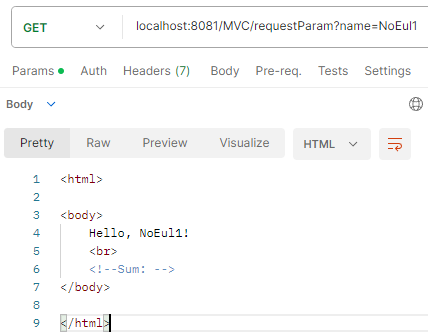 GET localhost:8081/MVC/requestParam?name=NoEul1
Params Auth Headers (7) Body Pre-req. Tests Settings
Body
Pretty Raw Preview Visualize HTML
1 <html>
2
3 <body>
4 Hello, NoEul1!
5 <br>
6 <!--Sum: -->
7 </body>
8
9 </html>